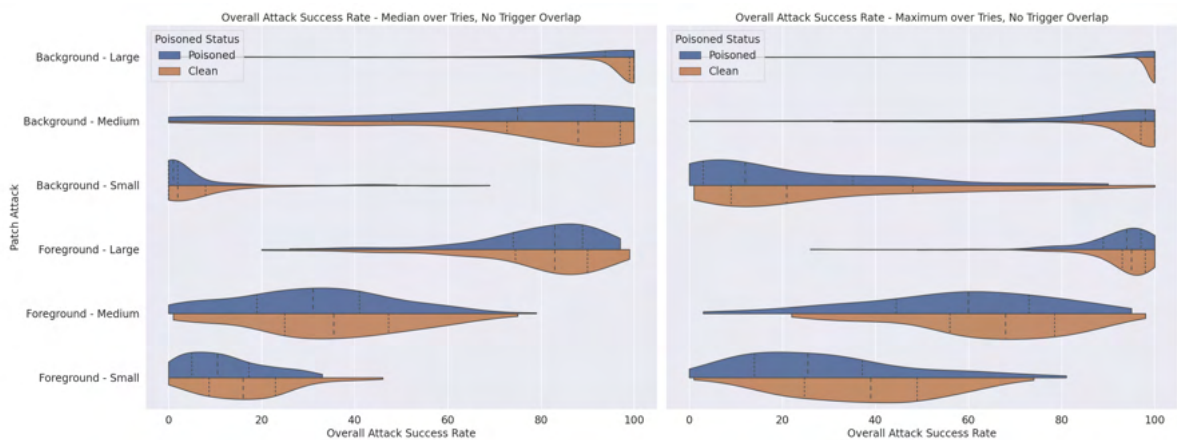 Overall Attack Success Rate - Median over Tries, No Trigger Overlap
Overall Attack Success Rate - Maximum over Tries, No Trigger Overlap
Poisoned Status
Poisoned
Clean
Poisoned Status
Poisoned
Clean
Patch Attack
Background - Large
Background - Medium
Background - Small
Foreground - Large
Foreground - Medium
Foreground - Small
0 20 40 60 80 100
0 20 40 60 80 100
Overall Attack Success Rate
Overall Attack Success Rate